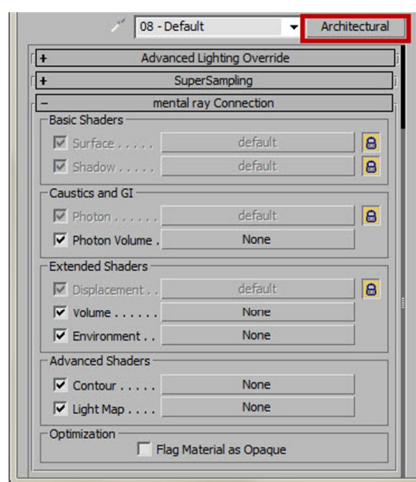 08 - Default Architectural
+ Advanced Lighting Override
+ SuperSampling
- mental ray Connection
Basic Shaders
Surface . . . . . default
Shadow . . . . . default
Caustics and GI
Photon . . . . . . default
Photon Volume . None
Extended Shaders
Displacement . . default
Volume . . . . . . None
Environment . . None
Advanced Shaders
Contour . . . . . None
Light Map . . . . None
Optimization
Flag Material as Opaque